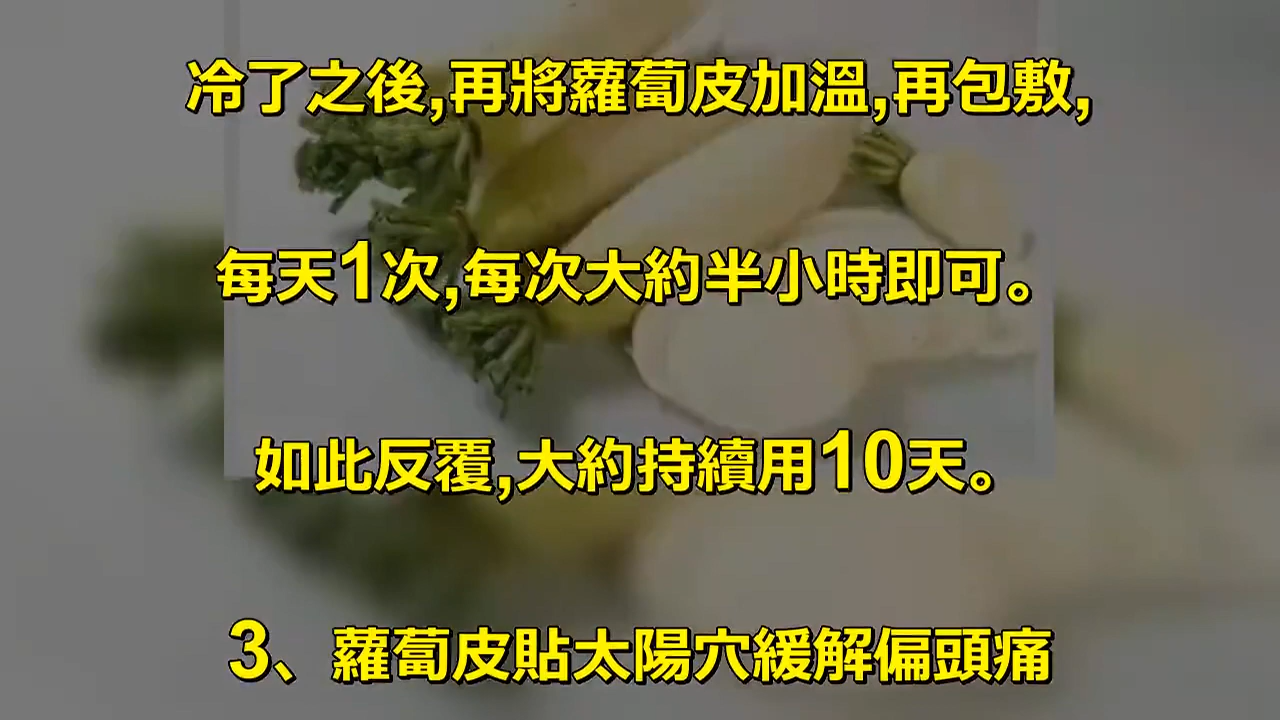 冷了之後,再將蘿蔔皮加溫,再包敷,
每天1次,每次大約半小時即可。
如此反覆,大約持續用10天。
3、蘿蔔皮貼太陽穴緩解偏頭痛